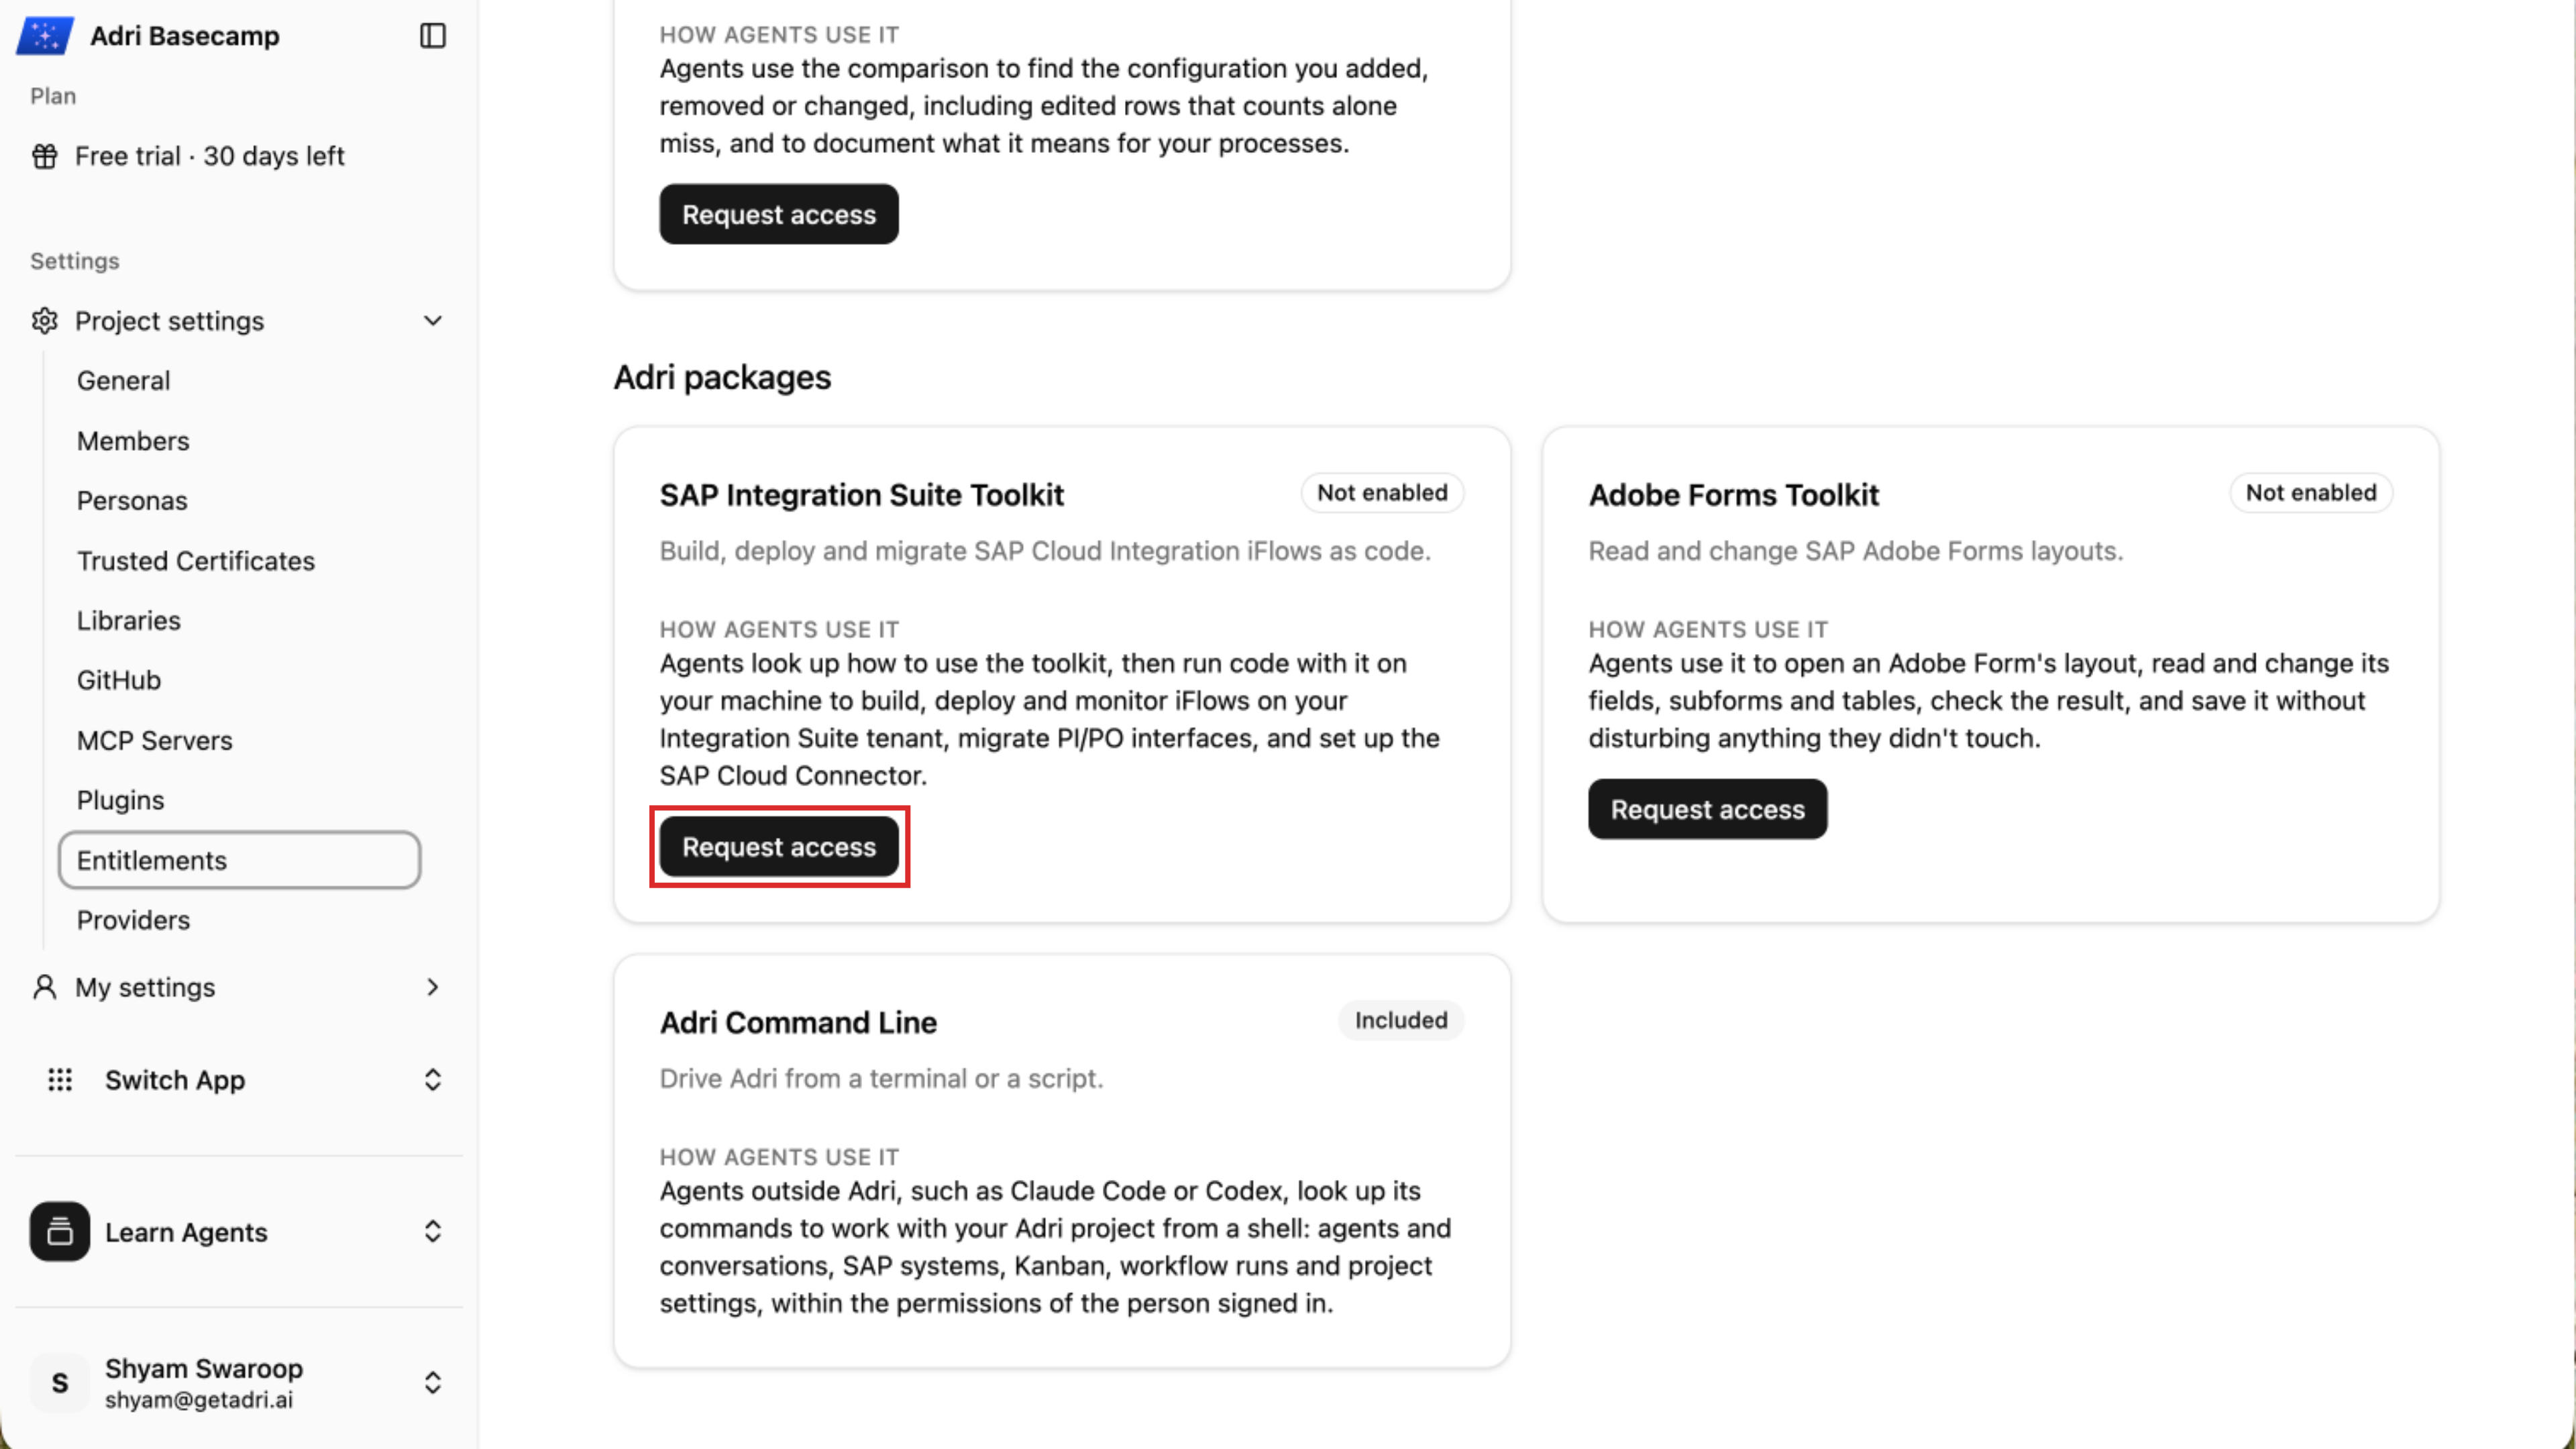 Adri Basecamp
Plan
Free trial · 30 days left
Settings
Project settings
General
Members
Personas
Trusted Certificates
Libraries
GitHub
MCP Servers
Plugins
Entitlements
Providers
My settings
Switch App
Learn Agents
S
Shyam Swaroop
shyam@getadri.ai
HOW AGENTS USE IT
Agents use the comparison to find the configuration you added,
removed or changed, including edited rows that counts alone
miss, and to document what it means for your processes.
Request access
Adri packages
SAP Integration Suite Toolkit
Not enabled
Build, deploy and migrate SAP Cloud Integration iFlows as code.
HOW AGENTS USE IT
Agents look up how to use the toolkit, then run code with it on
your machine to build, deploy and monitor iFlows on your
Integration Suite tenant, migrate PI/PO interfaces, and set up the
SAP Cloud Connector.
Request access
Adobe Forms Toolkit
Not enabled
Read and change SAP Adobe Forms layouts.
HOW AGENTS USE IT
Agents use it to open an Adobe Form's layout, read and change its
fields, subforms and tables, check the result, and save it without
disturbing anything they didn't touch.
Request access
Adri Command Line
Included
Drive Adri from a terminal or a script.
HOW AGENTS USE IT
Agents outside Adri, such as Claude Code or Codex, look up its
commands to work with your Adri project from a shell: agents and
conversations, SAP systems, Kanban, workflow runs and project
settings, within the permissions of the person signed in.